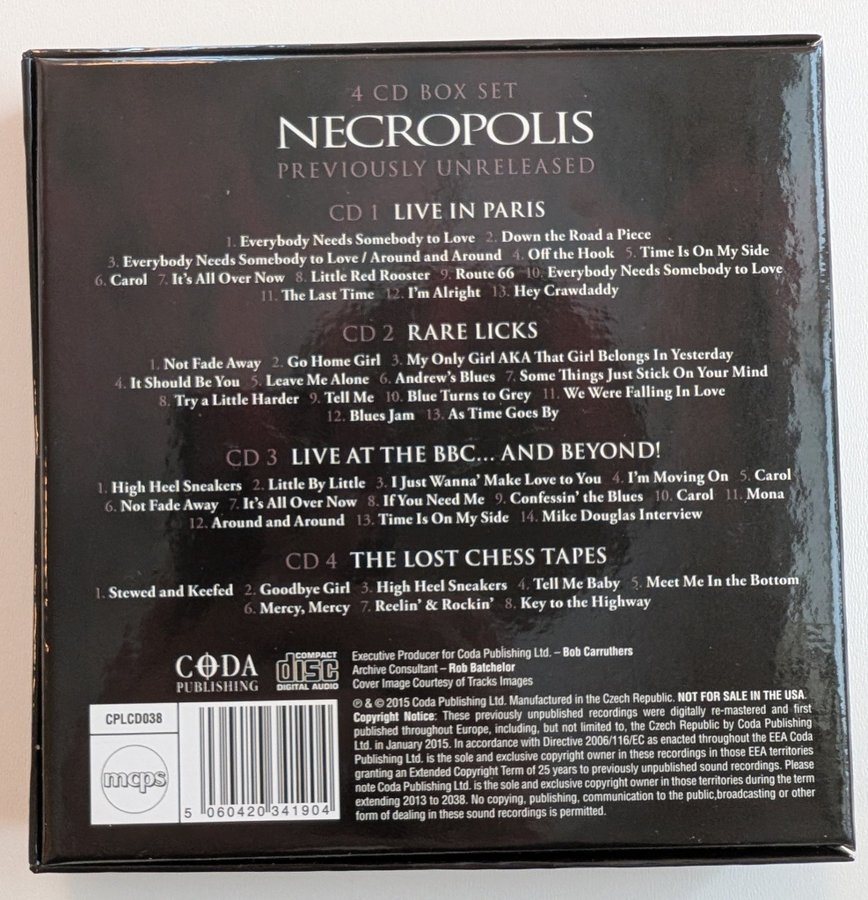 4 CD BOX SET
NECROPOLIS
PREVIOUSLY UNRELEASED
CD 1 LIVE IN PARIS
1. Everybody Needs Somebody to Love 2. Down the Road a Piece
3. Everybody Needs Somebody to Love / Around and Around 4. Off the Hook 5. Time Is On My Side
6. Carol 7. It's All Over Now 8. Little Red Rooster 9. Route 66 10. Everybody Needs Somebody to Love
11. The Last Time 12. I'm Alright 13. Hey Crawdaddy
CD 2 RARE LICKS
1. Not Fade Away 2. Go Home Girl 3. My Only Girl AKA That Girl Belongs In Yesterday
4. It Should Be You 5. Leave Me Alone 6. Andrew's Blues 7. Some Things Just Stick On Your Mind
8. Try a Little Harder 9. Tell Me 10. Blue Turns to Grey 11. We Were Falling In Love
12. Blues Jam 13. As Time Goes By
CD 3 LIVE AT THE BBC... AND BEYOND!
1. High Heel Sneakers 2. Little By Little 3. I Just Wanna' Make Love to You 4. I'm Moving On 5. Carol
6. Not Fade Away 7. It's All Over Now 8. If You Need Me 9. Confessin' the Blues 10. Carol 11. Mona
12. Around and Around 13. Time Is On My Side 14. Mike Douglas Interview
CD 4 THE LOST CHESS TAPES
1. Stewed and Keefed 2. Goodbye Girl 3. High Heel Sneakers 4. Tell Me Baby 5. Meet Me In the Bottom
6. Mercy, Mercy 7. Reelin' & Rockin' 8. Key to the Highway
CODA
PUBLISHING
COMPACT
disc
DIGITAL AUDIO
Executive Producer for Coda Publishing Ltd. – Bob Carruthers
Archive Consultant – Rob Batchelor
Cover Image Courtesy of Tracks Images
CPLCD038
mcps
5 060420 341904
℗ & © 2015 Coda Publishing Ltd. Manufactured in the Czech Republic. NOT FOR SALE IN THE USA.
Copyright Notice: These previously unpublished recordings were digitally re-mastered and first
published throughout Europe, including, but not limited to, the Czech Republic by Coda Publishing
Ltd. in January 2015. In accordance with Directive 2006/116/EC as enacted throughout the EEA Coda
Publishing Ltd. is the sole and exclusive copyright owner in these recordings in those EEA territories
granting an Extended Copyright Term of 25 years to previously unpublished sound recordings. Please
note Coda Publishing Ltd. is the sole and exclusive copyright owner in those territories during the term
extending 2013 to 2038. No copying, publishing, communication to the public,broadcasting or other
form of dealing in these sound recordings is permitted.